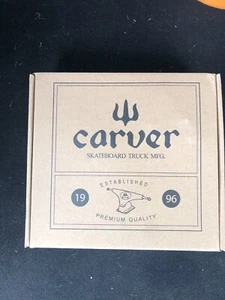 carver
SKATEBOARD TRUCK MFG.
ESTABLISHED
19 96
PREMIUM QUALITY